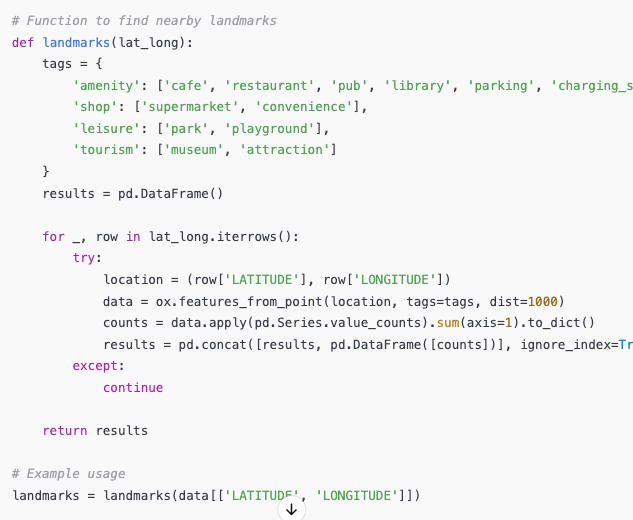 # Function to find nearby landmarks
def landmarks(lat_long):
    tags = {
        'amenity': ['cafe', 'restaurant', 'pub', 'library', 'parking', 'charging_s
        'shop': ['supermarket', 'convenience'],
        'leisure': ['park', 'playground'],
        'tourism': ['museum', 'attraction']
    }
    results = pd.DataFrame()

    for _, row in lat_long.iterrows():
        try:
            location = (row['LATITUDE'], row['LONGITUDE'])
            data = ox.features_from_point(location, tags=tags, dist=1000)
            counts = data.apply(pd.Series.value_counts).sum(axis=1).to_dict()
            results = pd.concat([results, pd.DataFrame([counts])], ignore_index=Tr
        except:
            continue

    return results

# Example usage
landmarks = landmarks(data[['LATITUDE', 'LONGITUDE']])